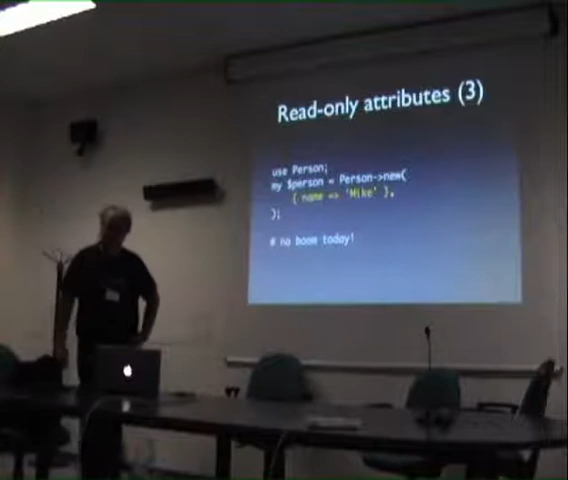 Read-only attributes (3)
use Person;
my $person = Person->new(
{ name => 'Mike' },
);
# no boom today!